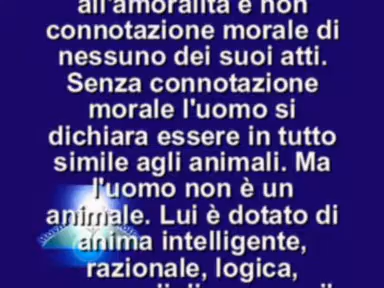 all'amoralità e non
connotazione morale di
nessuno dei suoi atti.
Senza connotazione
morale l'uomo si
dichiara essere in tutto
simile agli animali. Ma
l'uomo non è un
animale. Lui è dotato di
anima intelligente,
razionale, logica,